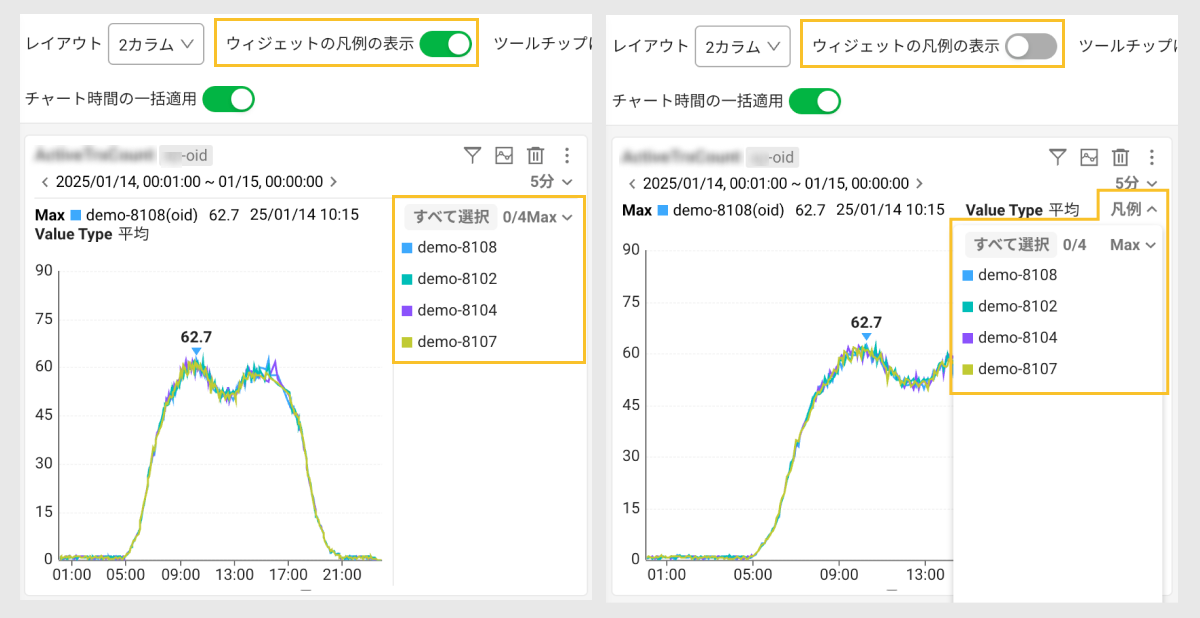 レイアウト 2カラム ウィジェットの凡例の表示 ツールチップ
チャート時間の一括適用
-oid
2025/01/14, 00:01:00 ~ 01/15, 00:00:00 5分
Max demo-8108(oid) 62.7 25/01/14 10:15
Value Type 平均
すべて選択 0/4 Max
demo-8108
demo-8102
demo-8104
demo-8107
90
75
60
45
30
15
0
62.7
01:00 05:00 09:00 13:00 17:00 21:00
レイアウト 2カラム ウィジェットの凡例の表示 ツールチップ
チャート時間の一括適用
-oid
2025/01/14, 00:01:00 ~ 01/15, 00:00:00 5分
Max demo-8108(oid) 62.7 25/01/14 10:15 Value Type 平均 凡例
すべて選択 0/4 Max
demo-8108
demo-8102
demo-8104
demo-8107
90
75
60
45
30
15
0
62.7
01:00 05:00 09:00 13:00